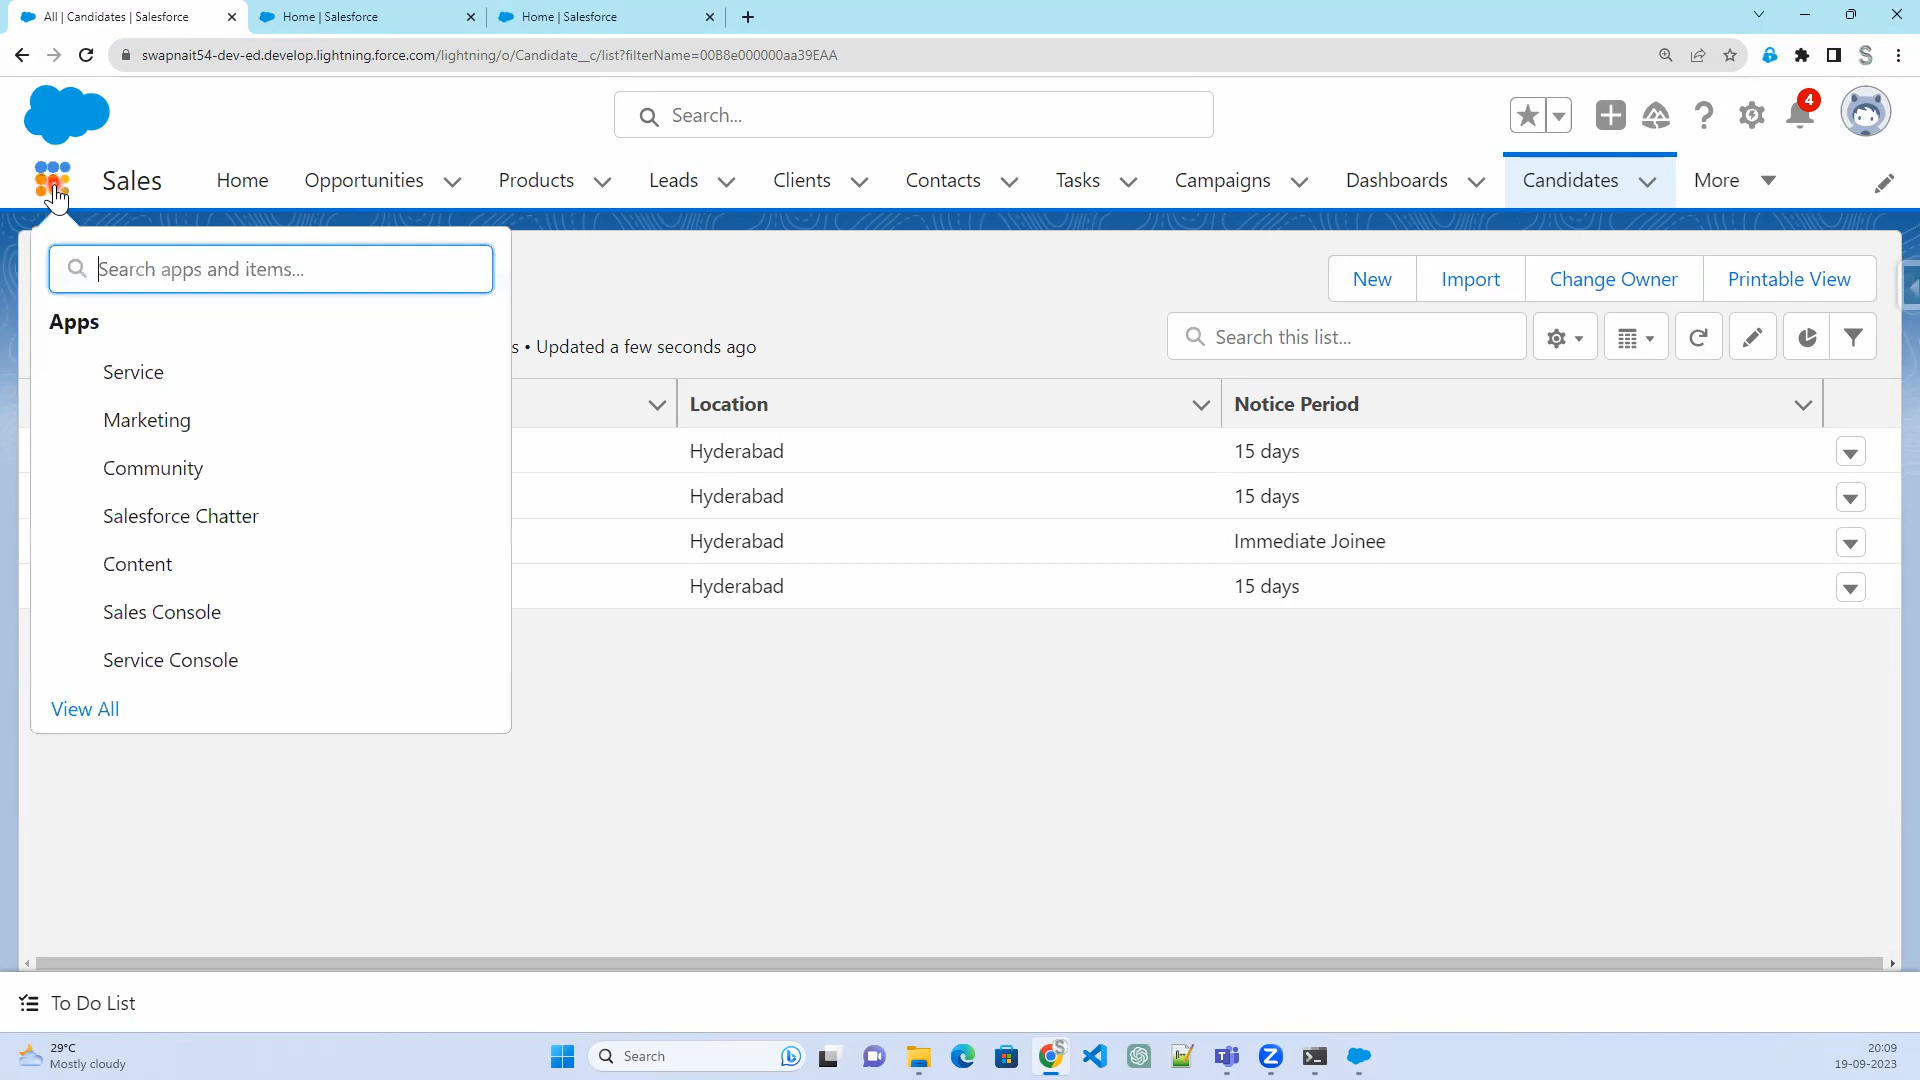 All | Candidates | Salesforce
Home | Salesforce
Home | Salesforce
swapnait54-dev-ed.develop.lightning.force.com/lightning/o/Candidate__c/list?filterName=00B8e000000aa39EAA
S
Search...
4
Sales
Home
Opportunities
Products
Leads
Clients
Contacts
Tasks
Campaigns
Dashboards
Candidates
More
Search apps and items...
Apps
Service
Marketing
Community
Salesforce Chatter
Content
Sales Console
Service Console
View All
New
Import
Change Owner
Printable View
s • Updated a few seconds ago
Search this list...
Location
Notice Period
Hyderabad
15 days
Hyderabad
15 days
Hyderabad
Immediate Joinee
Hyderabad
15 days
To Do List
29°C
Mostly cloudy
Search
20:09
19-09-2023